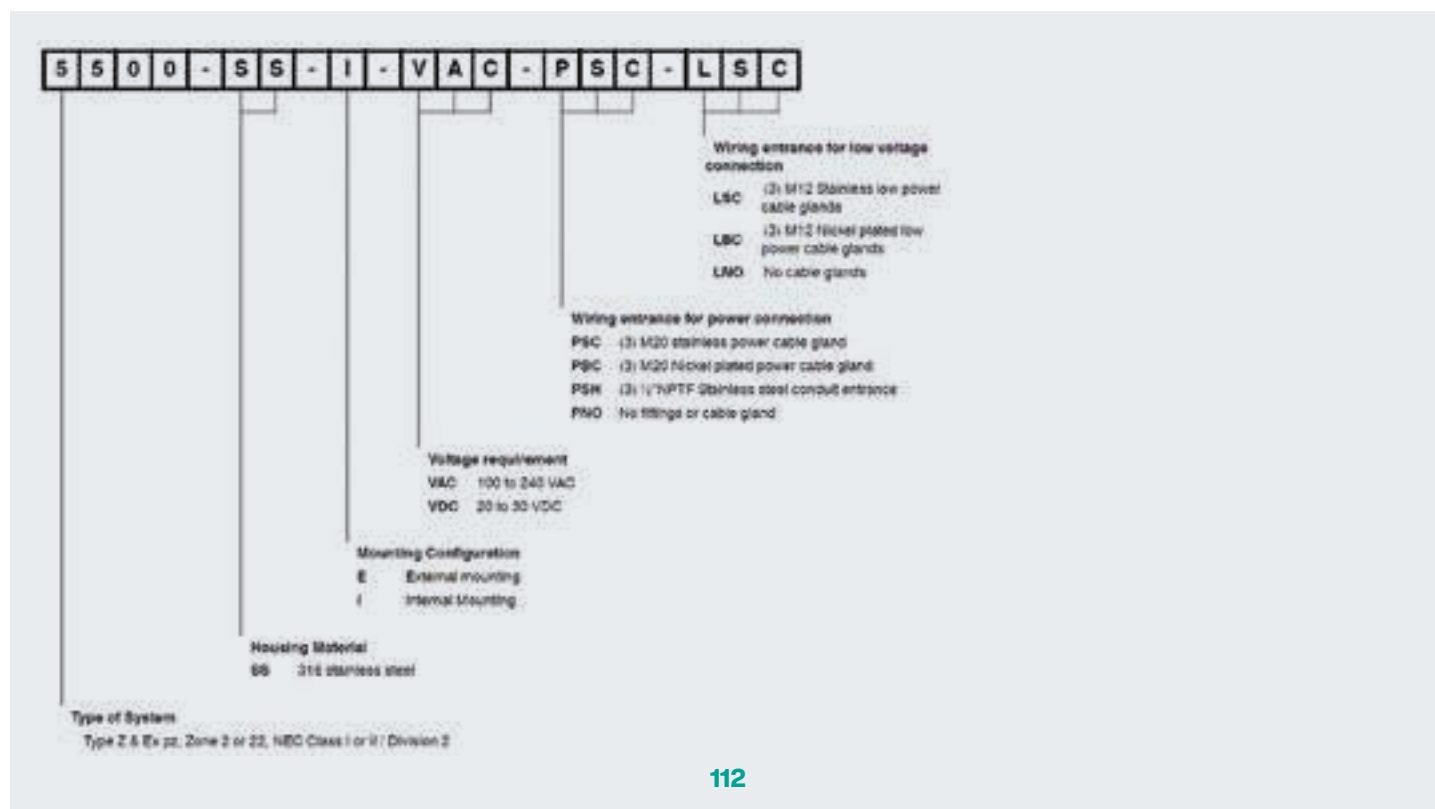 5500-SS-I-VAC-PSC-LSC
Wiring entrance for low voltage
connection
LSC (3) M12 Stainless low power
cable glands
LBC (3) M12 Nickel plated low
power cable glands
LNO No cable glands
Wiring entrance for power connection
PSC (3) M20 stainless power cable gland
PBC (3) M20 Nickel plated power cable gland
PSH (3) ½"NPTF Stainless steel conduit entrance
PNO No fittings or cable gland
Voltage requirement
VAC 100 to 240 VAC
VDC 20 to 30 VDC
Mounting Configuration
E External mounting
I Internal Mounting
Housing Material
SS 316 stainless steel
Type of System
Type Z & Ex pz, Zone 2 or 22, NEC Class I or II / Division 2
112